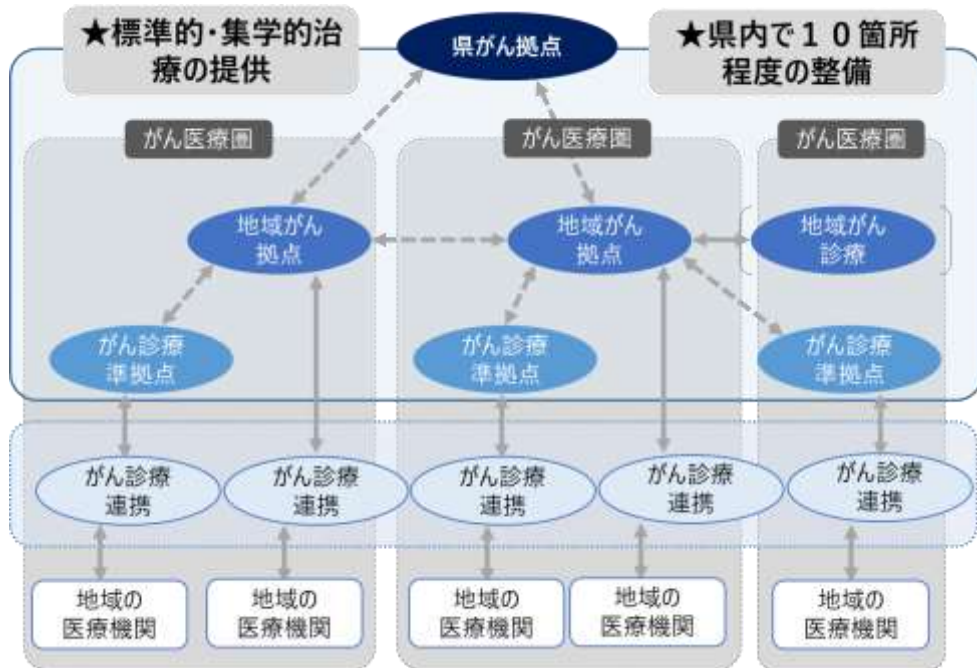 ★標準的・集学的治
療の提供
県がん拠点
★県内で１０箇所
程度の整備
がん医療圏
がん医療圏
がん医療圏
地域がん
拠点
地域がん
拠点
地域がん
診療
がん診療
準拠点
がん診療
準拠点
がん診療
準拠点
がん診療
連携
がん診療
連携
がん診療
連携
がん診療
連携
がん診療
連携
地域の
医療機関
地域の
医療機関
地域の
医療機関
地域の
医療機関
地域の
医療機関